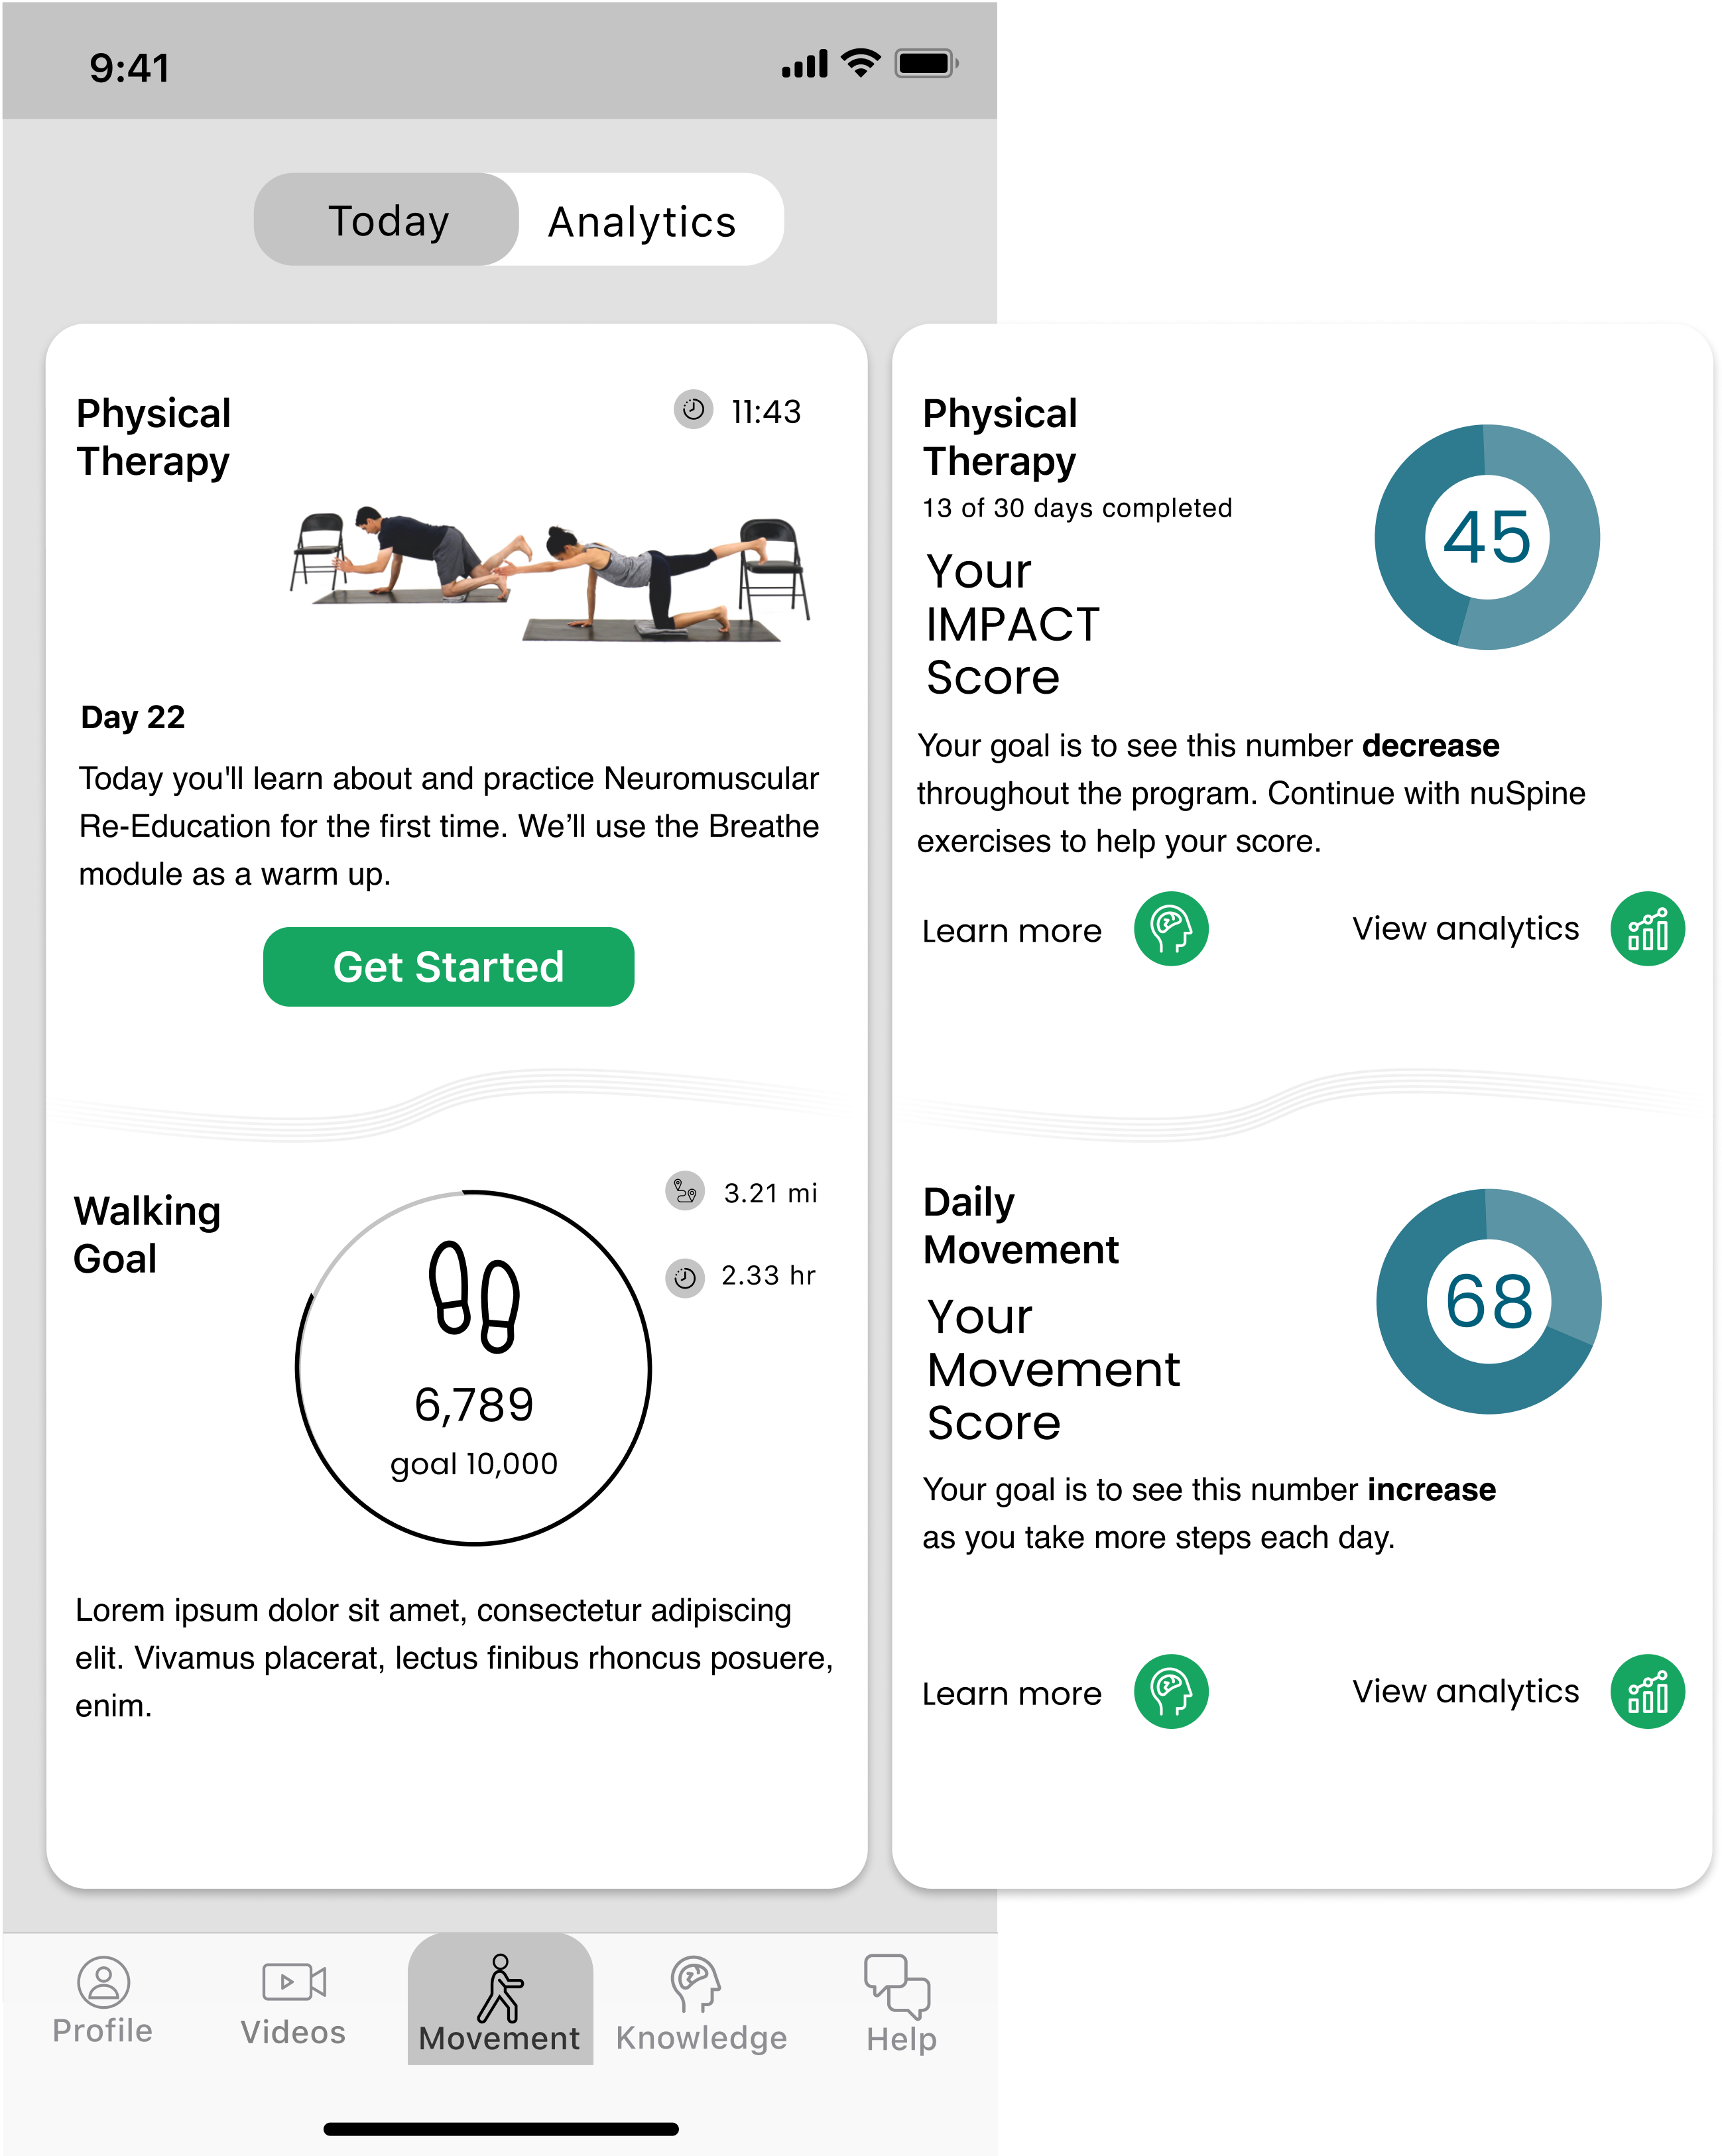 9:41
Today
Analytics
Physical
Therapy
11:43
Day 22
Today you'll learn about and practice Neuromuscular
Re-Education for the first time. We’ll use the Breathe
module as a warm up.
Get Started
Walking
Goal
3.21 mi
2.33 hr
6,789
goal 10,000
Lorem ipsum dolor sit amet, consectetur adipiscing
elit. Vivamus placerat, lectus finibus rhoncus posuere,
enim.
Physical
Therapy
13 of 30 days completed
45
Your
IMPACT
Score
Your goal is to see this number decrease
throughout the program. Continue with nuSpine
exercises to help your score.
Learn more
View analytics
Daily
Movement
68
Your
Movement
Score
Your goal is to see this number increase
as you take more steps each day.
Learn more
View analytics
Profile
Videos
Movement
Knowledge
Help